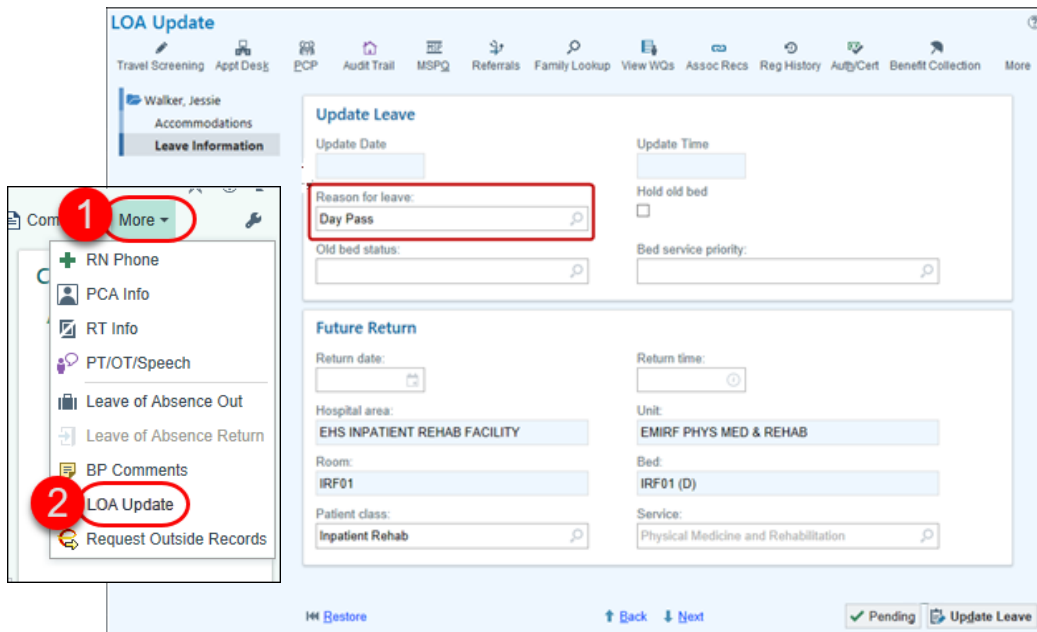 LOA Update
Travel Screening Appt Desk PCP Audit Trail MSPQ Referrals Family Lookup View WQs Assoc Recs Reg History Auth/Cert Benefit Collection More
Walker, Jessie
Accommodations
Leave Information
Update Leave
Update Date Update Time
Reason for leave: Hold old bed
Day Pass
Old bed status: Bed service priority:
Future Return
Return date: Return time:
Hospital area: Unit:
EHS INPATIENT REHAB FACILITY EMIRF PHYS MED & REHAB
Room: Bed:
IRF01 IRF01 (D)
Patient class: Service:
Inpatient Rehab Physical Medicine and Rehabilitation
Restore Back Next Pending Update Leave
Com 1 More
RN Phone
PCA Info
RT Info
PT/OT/Speech
Leave of Absence Out
Leave of Absence Return
BP Comments
2 LOA Update
Request Outside Records